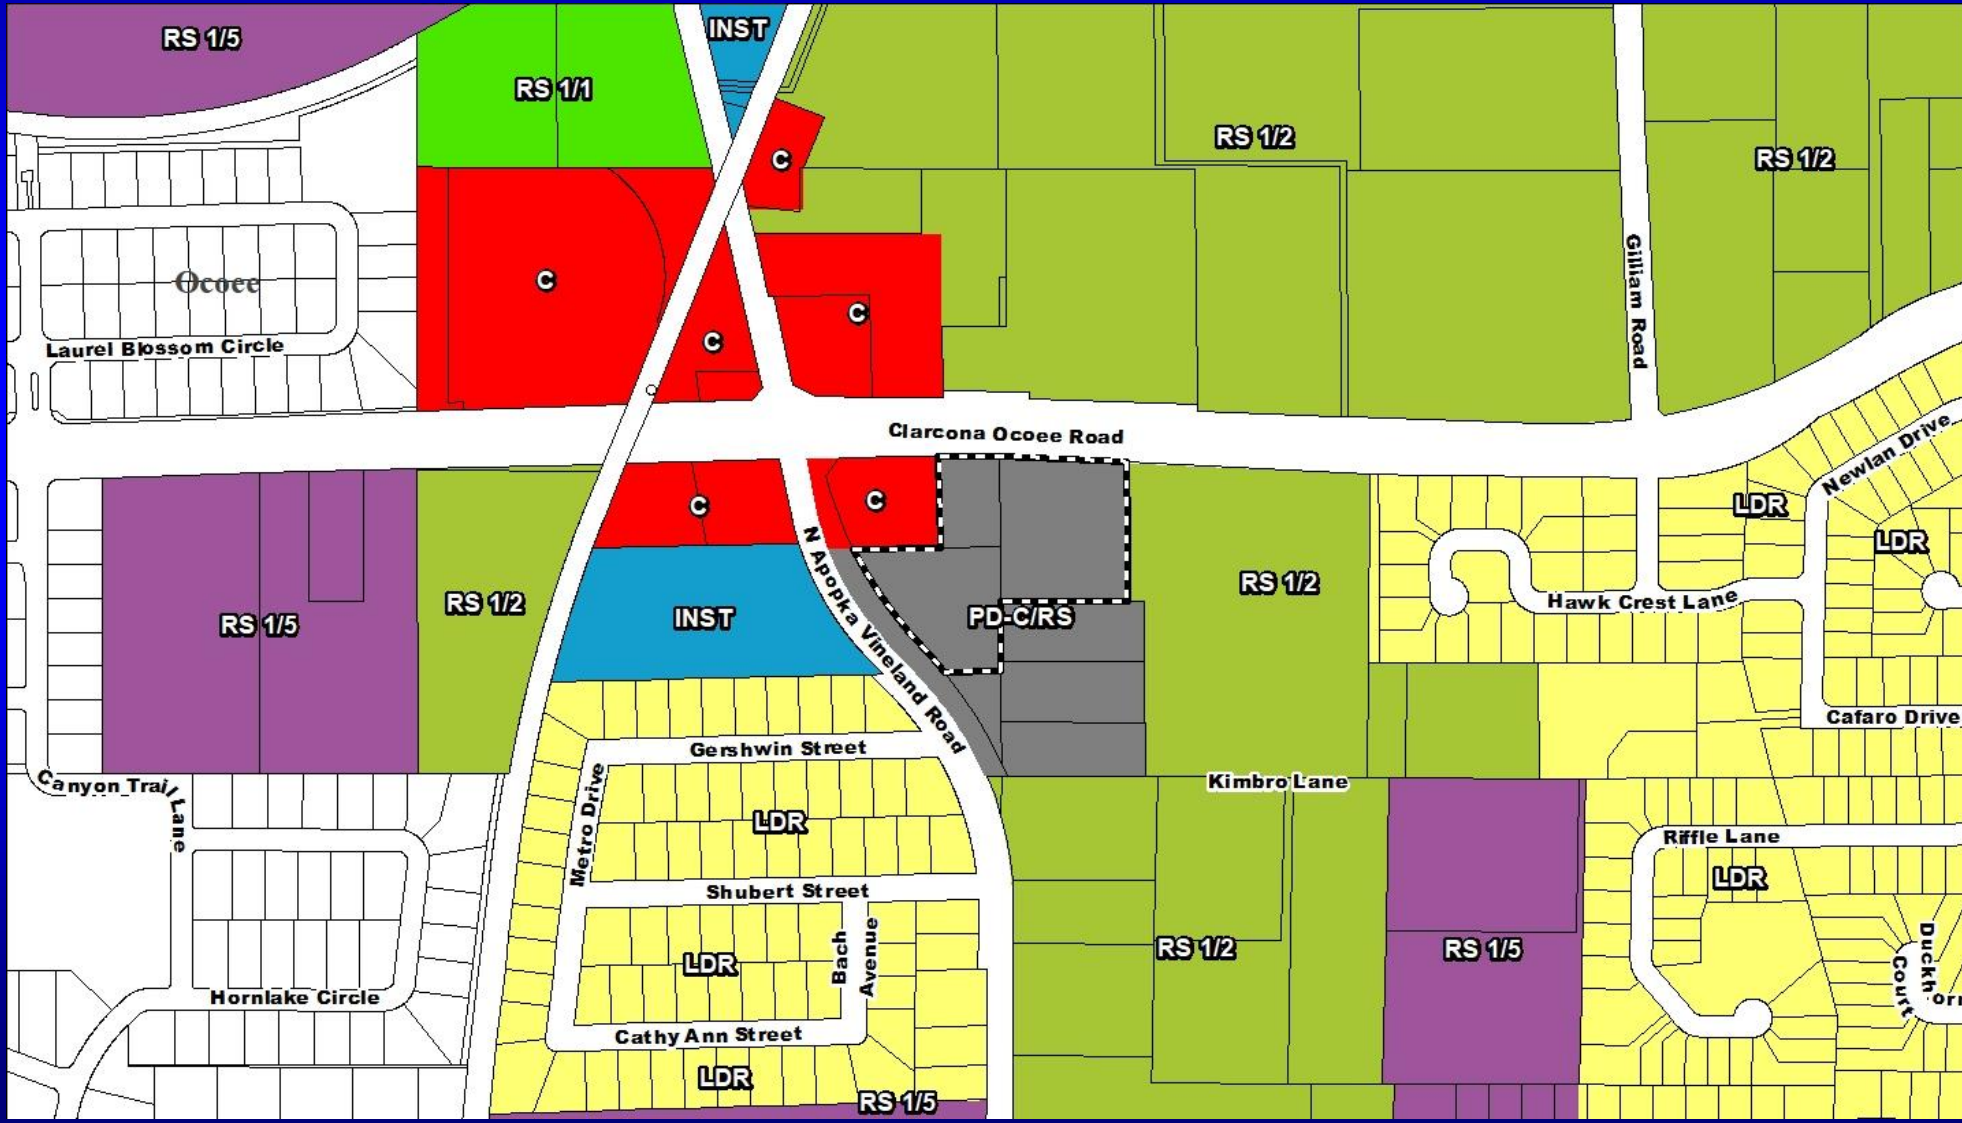 INST
RS 1/5
RS 1/1
RS 1/2
C
RS 1/2
C
Ocoee
Gilliam Road
C
C
Laurel Blossom Circle
Clarcona Ocoee Road
Newlan Drive
C
C
LDR
LDR
N Apopka Vineland Road
RS 1/2
RS 1/2
Hawk Crest Lane
INST
PD-C/RS
RS 1/5
Cafaro Drive
Gershwin Street
Canyon Trail Lane
Kimbro Lane
Metro Drive
LDR
Riffle Lane
LDR
Shubert Street
Bach
Avenue
RS 1/2
RS 1/5
LDR
Duckh
orn
Court
Hornlake Circle
Cathy Ann Street
LDR
RS 1/5